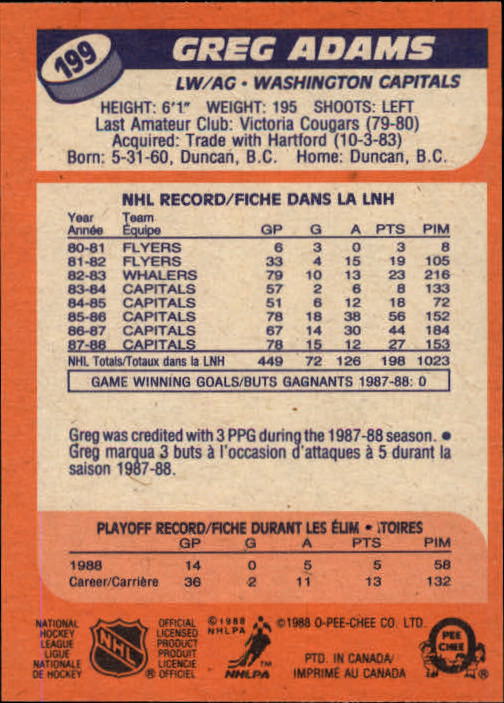 199
GREG ADAMS
LW/AG • WASHINGTON CAPITALS
HEIGHT: 6'1" WEIGHT: 195 SHOOTS: LEFT
Last Amateur Club: Victoria Cougars (79-80)
Acquired: Trade with Hartford (10-3-83)
Born: 5-31-60, Duncan, B.C. Home: Duncan, B.C.
NHL RECORD/FICHE DANS LA LNH
Year Team
Année Équipe GP G A PTS PIM
80-81 FLYERS 6 3 0 3 8
81-82 FLYERS 33 4 15 19 105
82-83 WHALERS 79 10 13 23 216
83-84 CAPITALS 57 2 6 8 133
84-85 CAPITALS 51 6 12 18 72
85-86 CAPITALS 78 18 38 56 152
86-87 CAPITALS 67 14 30 44 184
87-88 CAPITALS 78 15 12 27 153
NHL Totals/Totaux dans la LNH 449 72 126 198 1023
GAME WINNING GOALS/BUTS GAGNANTS 1987-88: 0
Greg was credited with 3 PPG during the 1987-88 season. •
Greg marqua 3 buts à l'occasion d'attaques à 5 durant la
saison 1987-88.
PLAYOFF RECORD/FICHE DURANT LES ÉLIM • TOIRES
GP G A PTS PIM
1988 14 0 5 5 58
Career/Carrière 36 2 11 13 132
NATIONAL
HOCKEY
LEAGUE
LIGUE
NATIONALE
DE HOCKEY
NHL
®
OFFICIAL
LICENSED
PRODUCT
PRODUIT
LICENCIÉ
OFFICIEL
© 1988
NHLPA
TM
NHLPA
© 1988 O-PEE-CHEE CO. LTD.
PTD. IN CANADA/
IMPRIMÉ AU CANADA
O
PEE
CHEE
®